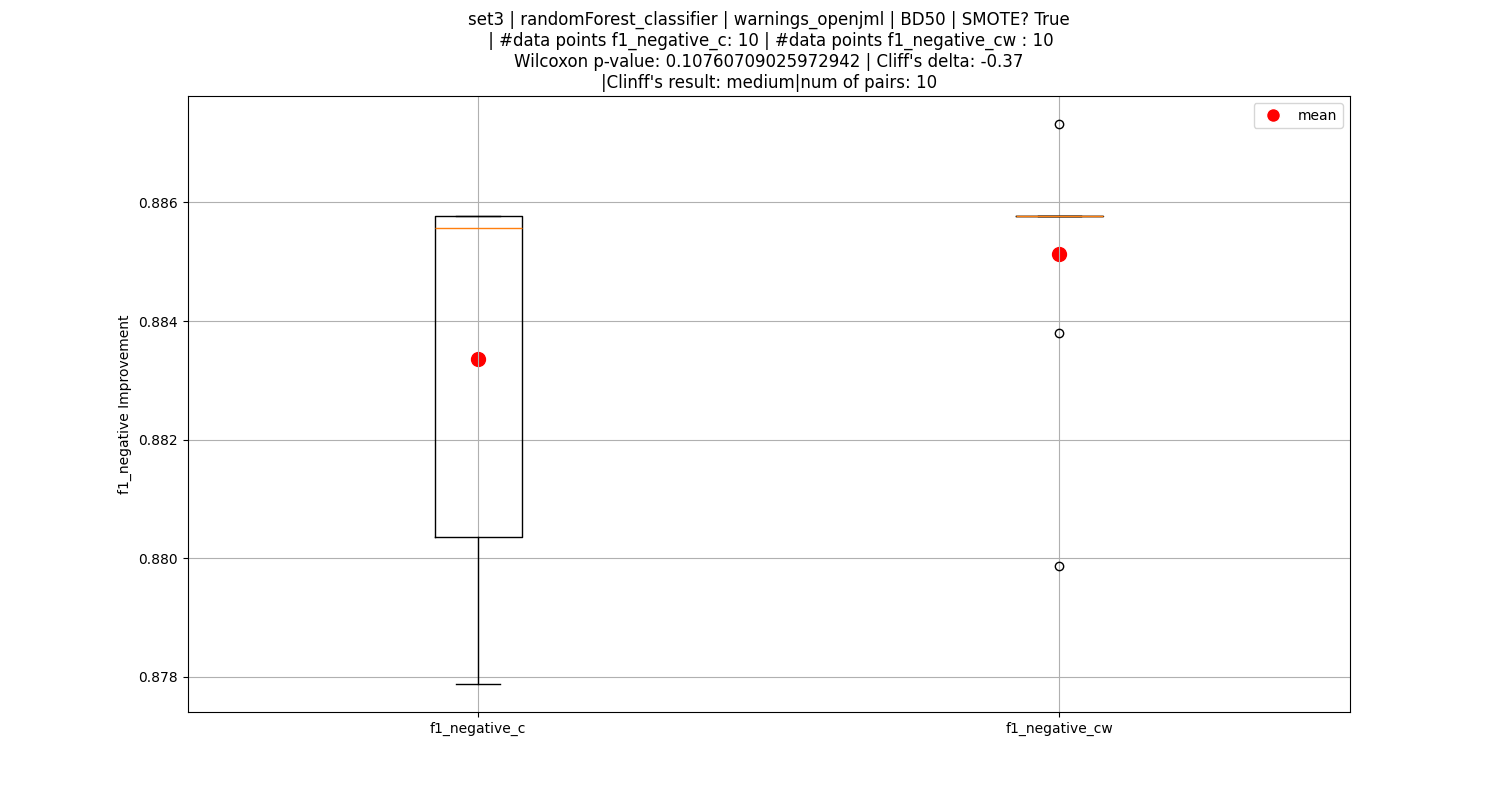 set3 | randomForest_classifier | warnings_openjml | BD50 | SMOTE? True
| #data points f1_negative_c: 10 | #data points f1_negative_cw : 10
Wilcoxon p-value: 0.10760709025972942 | Cliff's delta: -0.37
|Clinff's result: medium|num of pairs: 10
mean
0.886
0.884
0.882
0.880
0.878
f1_negative Improvement
f1_negative_c
f1_negative_cw